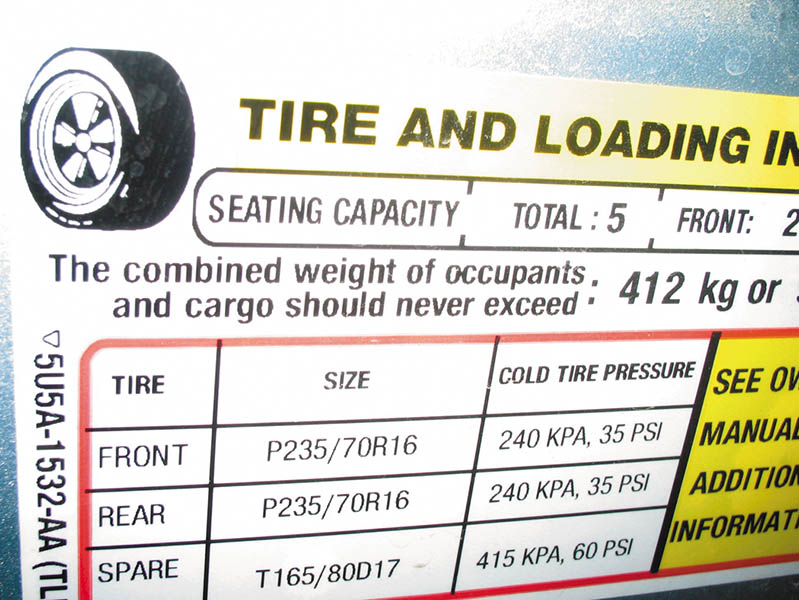 TIRE AND LOADING IN
SEATING CAPACITY TOTAL : 5 FRONT: 2
The combined weight of occupants
and cargo should never exceed : 412 kg or
TIRE SIZE COLD TIRE PRESSURE
FRONT P235/70R16 240 KPA, 35 PSI
REAR P235/70R16 240 KPA, 35 PSI
SPARE T165/80D17 415 KPA, 60 PSI
SEE OW
MANUAL
ADDITION
INFORMATI
5U5A-1532-AA (TL